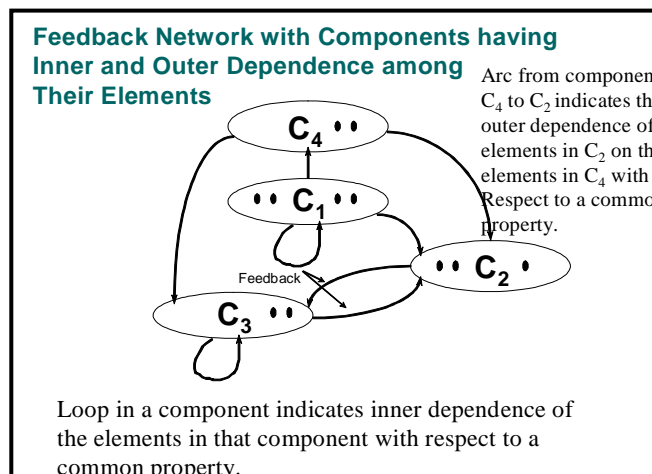 Feedback Network with Components having
Inner and Outer Dependence among
Their Elements
Arc from componen
C4 to C2 indicates th
outer dependence of
elements in C2 on th
elements in C4 with
Respect to a commo
property.
C4
C1
Feedback
C2
C3
Loop in a component indicates inner dependence of
the elements in that component with respect to a
common property.